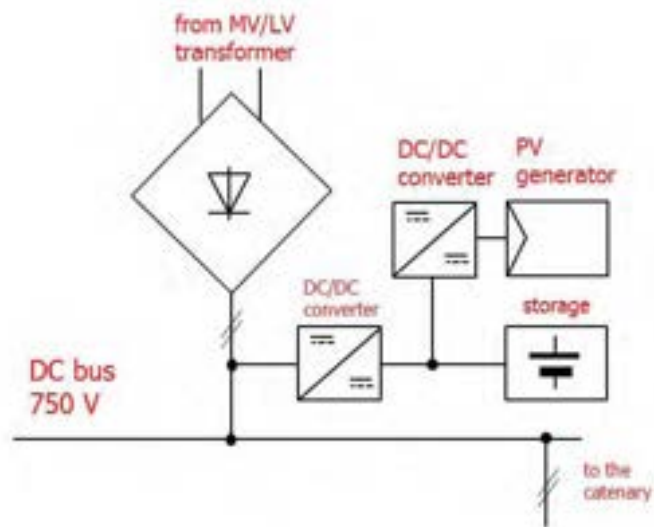 from MV/LV
transformer
DC/DC
converter
PV
generator
DC/DC
converter
storage
DC bus
750 V
to the
catenary